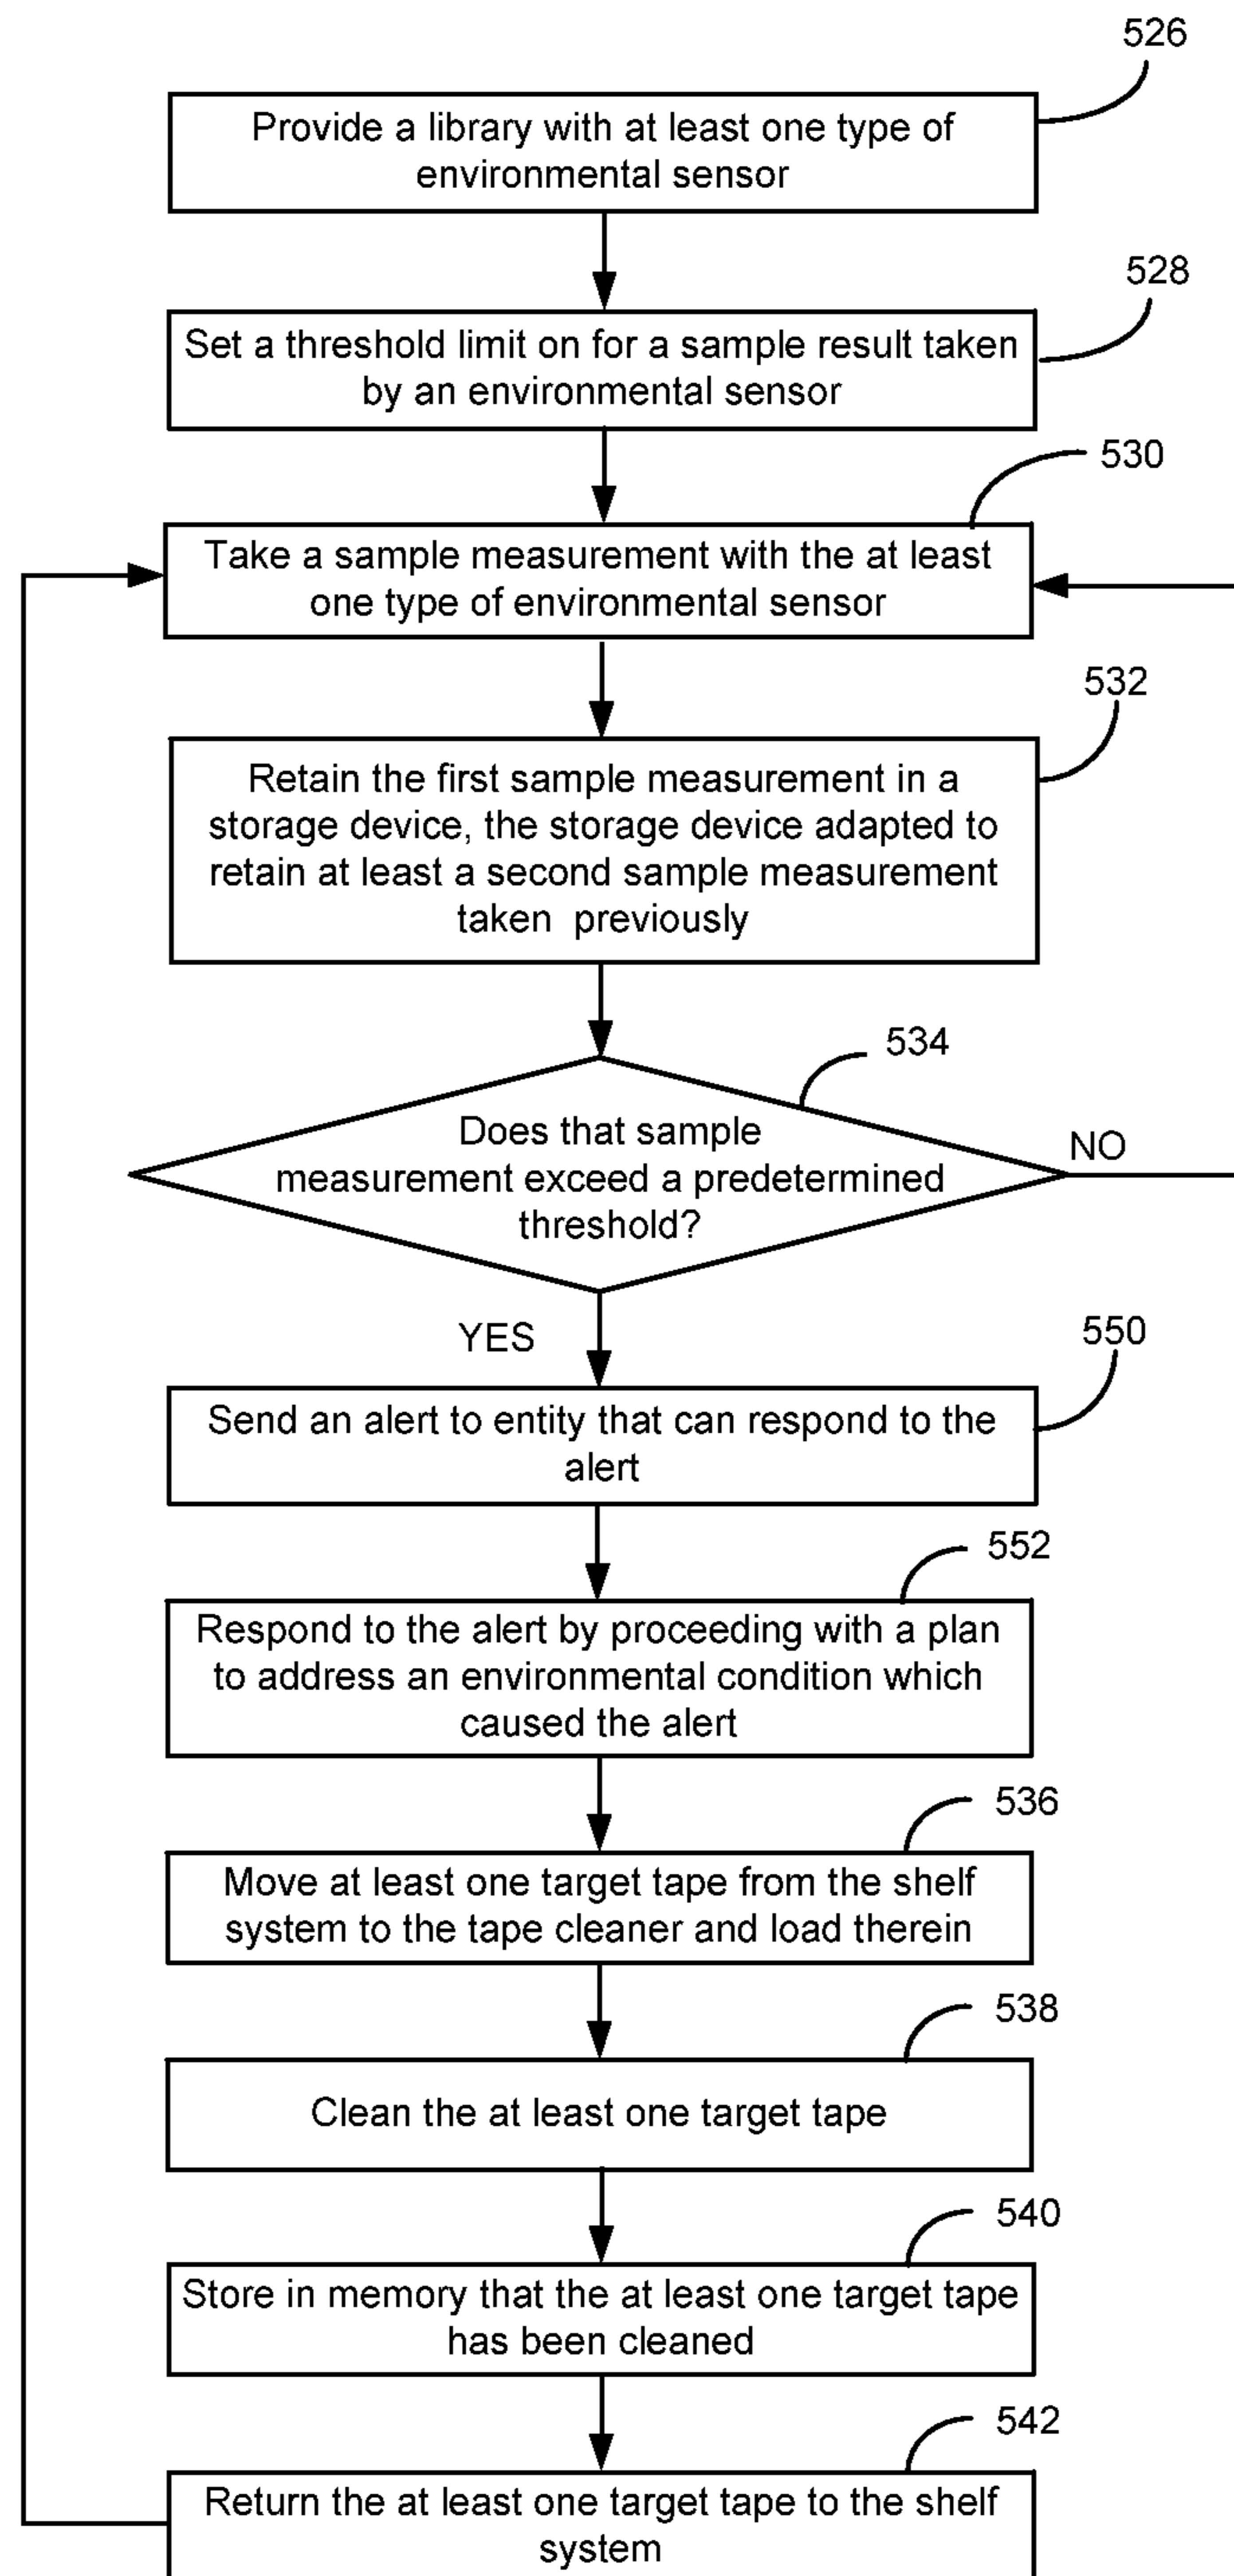 526
Provide a library with at least one type of
environmental sensor
528
Set a threshold limit on for a sample result taken
by an environmental sensor
530
Take a sample measurement with the at least
one type of environmental sensor
532
Retain the first sample measurement in a
storage device, the storage device adapted to
retain at least a second sample measurement
taken previously
534
Does that sample
measurement exceed a predetermined
threshold?
NO
YES
550
Send an alert to entity that can respond to the
alert
552
Respond to the alert by proceeding with a plan
to address an environmental condition which
caused the alert
536
Move at least one target tape from the shelf
system to the tape cleaner and load therein
538
Clean the at least one target tape
540
Store in memory that the at least one target tape
has been cleaned
542
Return the at least one target tape to the shelf
system